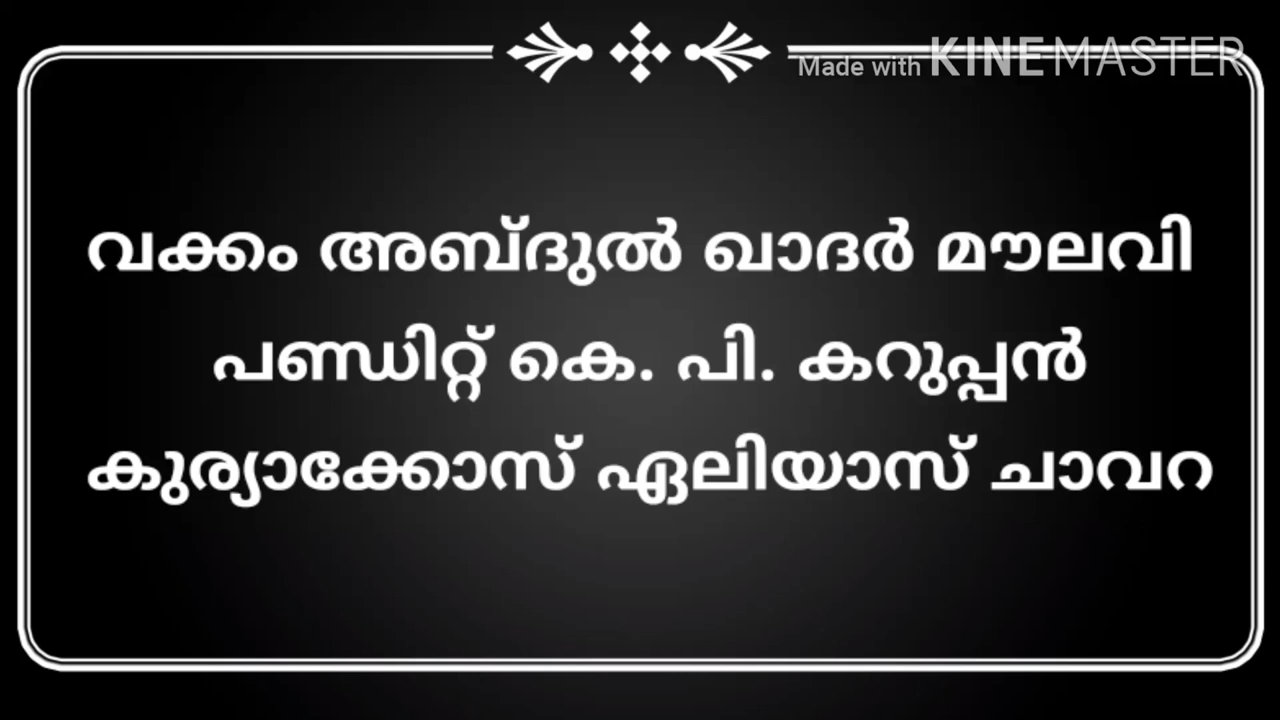 Made with KINEMASTER
വക്കം അബ്ദുൽ ഖാദർ മൗലവി
പണ്ഡിറ്റ് കെ. പി. കറുപ്പൻ
കുര്യാക്കോസ് ഏലിയാസ് ചാവറ